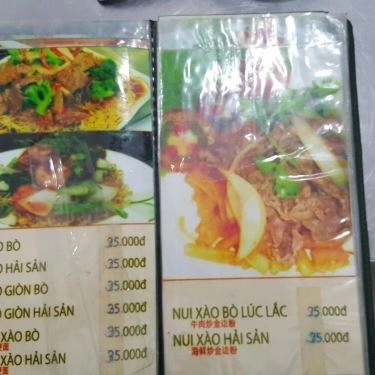 BÒ 35.000đ
HẢI SẢN 35.000đ
GIÒN BÒ 35.000đ
GIÒN HẢI SẢN 35.000đ
XÀO BÒ 35.000đ
XÀO HẢI SẢN 35.000đ
NUI XÀO BÒ LÚC LẮC 35.000đ
牛肉炒金边粉
NUI XÀO HẢI SẢN 35.000đ
海鲜炒金边粉